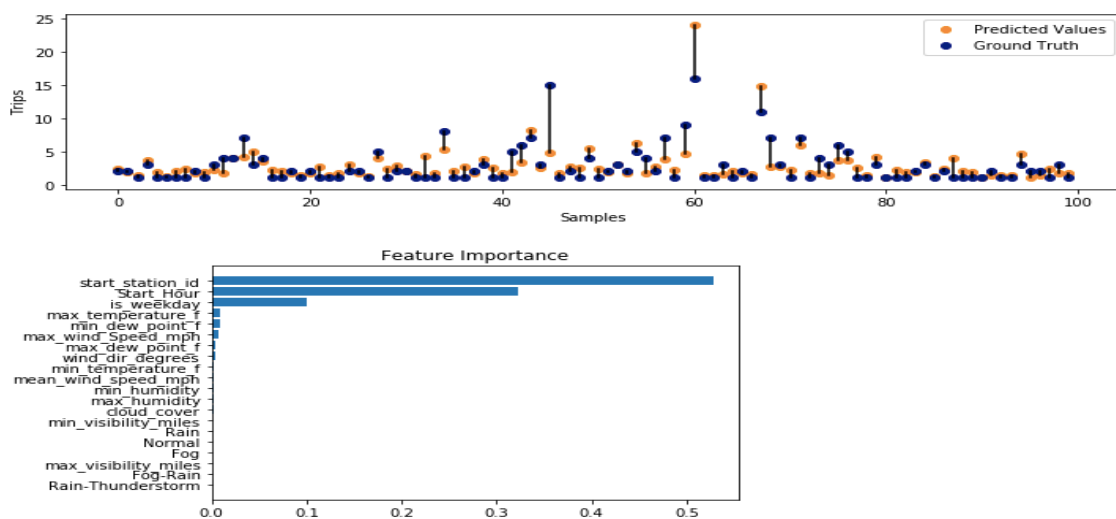 25
20
15
10
5
0
Trips
Predicted Values
Ground Truth
0 20 40 60 80 100
Samples
Feature Importance
start_station_id
Start_Hour
is_weekday
max_temperature_f
min_dew_point_f
max_wind_Speed_mph
max_dew_point_f
wind_dir_degrees
min_temperature_f
mean_wind_speed_mph
min_humidity
max_humidity
cloud_cover
min_visibility_miles
Rain
Normal
Fog
max_visibility_miles
Fog-Rain
Rain-Thunderstorm
0.0 0.1 0.2 0.3 0.4 0.5